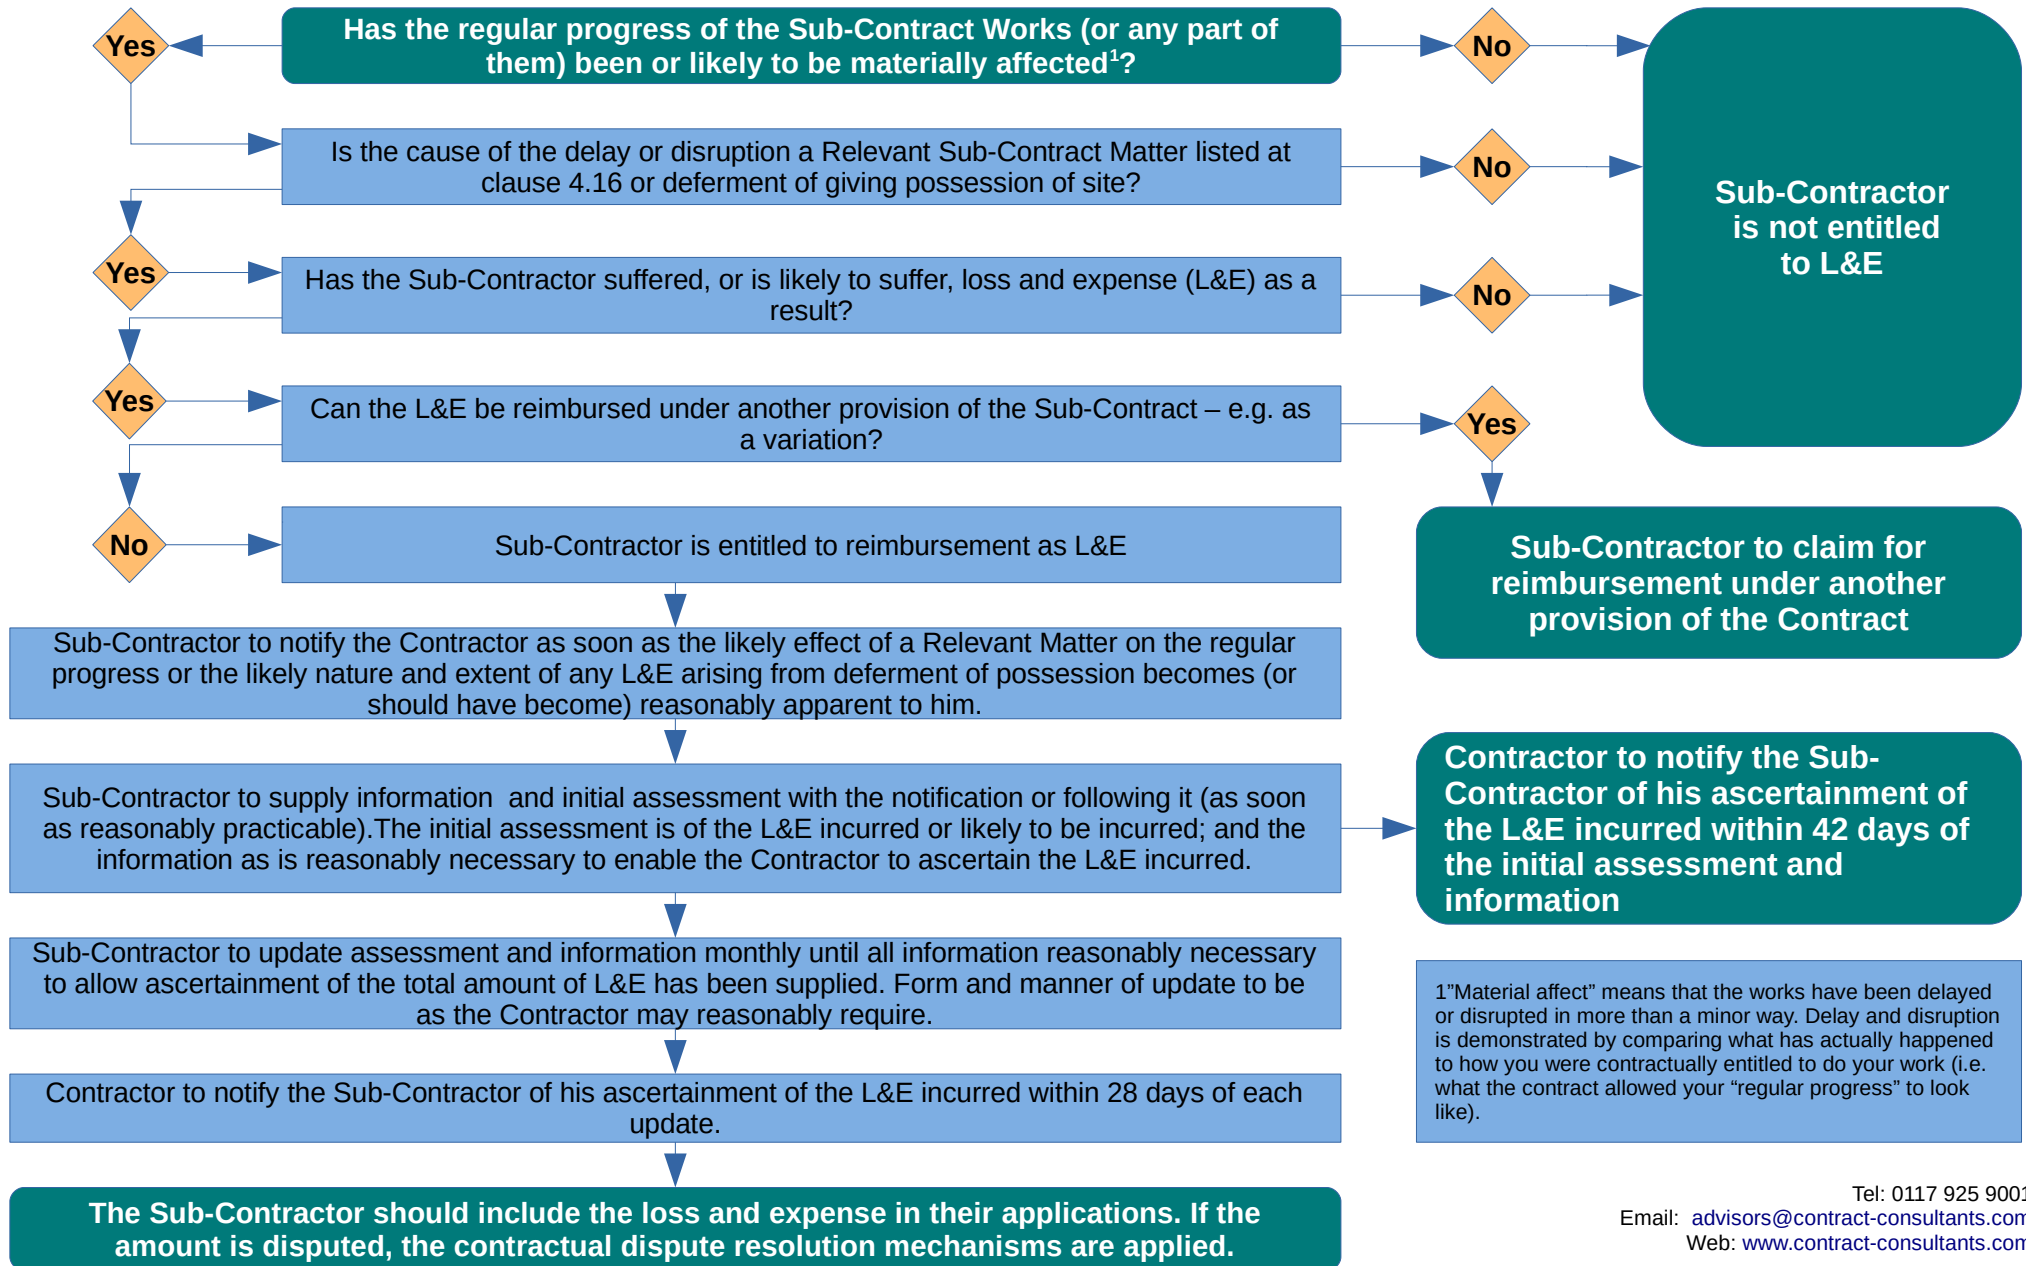 Yes
Has the regular progress of the Sub-Contract Works (or any part of
them) been or likely to be materially affected1?
No
Is the cause of the delay or disruption a Relevant Sub-Contract Matter listed at
clause 4.16 or deferment of giving possession of site?
No
Sub-Contractor
is not entitled
to L&E
Yes
Has the Sub-Contractor suffered, or is likely to suffer, loss and expense (L&E) as a
result?
No
Yes
Can the L&E be reimbursed under another provision of the Sub-Contract – e.g. as
a variation?
Yes
No
Sub-Contractor is entitled to reimbursement as L&E
Sub-Contractor to claim for
reimbursement under another
provision of the Contract
Sub-Contractor to notify the Contractor as soon as the likely effect of a Relevant Matter on the regular
progress or the likely nature and extent of any L&E arising from deferment of possession becomes (or
should have become) reasonably apparent to him.
Sub-Contractor to supply information  and initial assessment with the notification or following it (as soon
as reasonably practicable).The initial assessment is of the L&E incurred or likely to be incurred; and the
information as is reasonably necessary to enable the Contractor to ascertain the L&E incurred.
Contractor to notify the Sub-
Contractor of his ascertainment of
the L&E incurred within 42 days of
the initial assessment and
information
Sub-Contractor to update assessment and information monthly until all information reasonably necessary
to allow ascertainment of the total amount of L&E has been supplied. Form and manner of update to be
as the Contractor may reasonably require.
1”Material affect” means that the works have been delayed
or disrupted in more than a minor way. Delay and disruption
is demonstrated by comparing what has actually happened
to how you were contractually entitled to do your work (i.e.
what the contract allowed your “regular progress” to look
like).
Contractor to notify the Sub-Contractor of his ascertainment of the L&E incurred within 28 days of each
update.
The Sub-Contractor should include the loss and expense in their applications. If the
amount is disputed, the contractual dispute resolution mechanisms are applied.
Tel: 0117 925 9001
Email:  advisors@contract-consultants.com
Web: www.contract-consultants.com